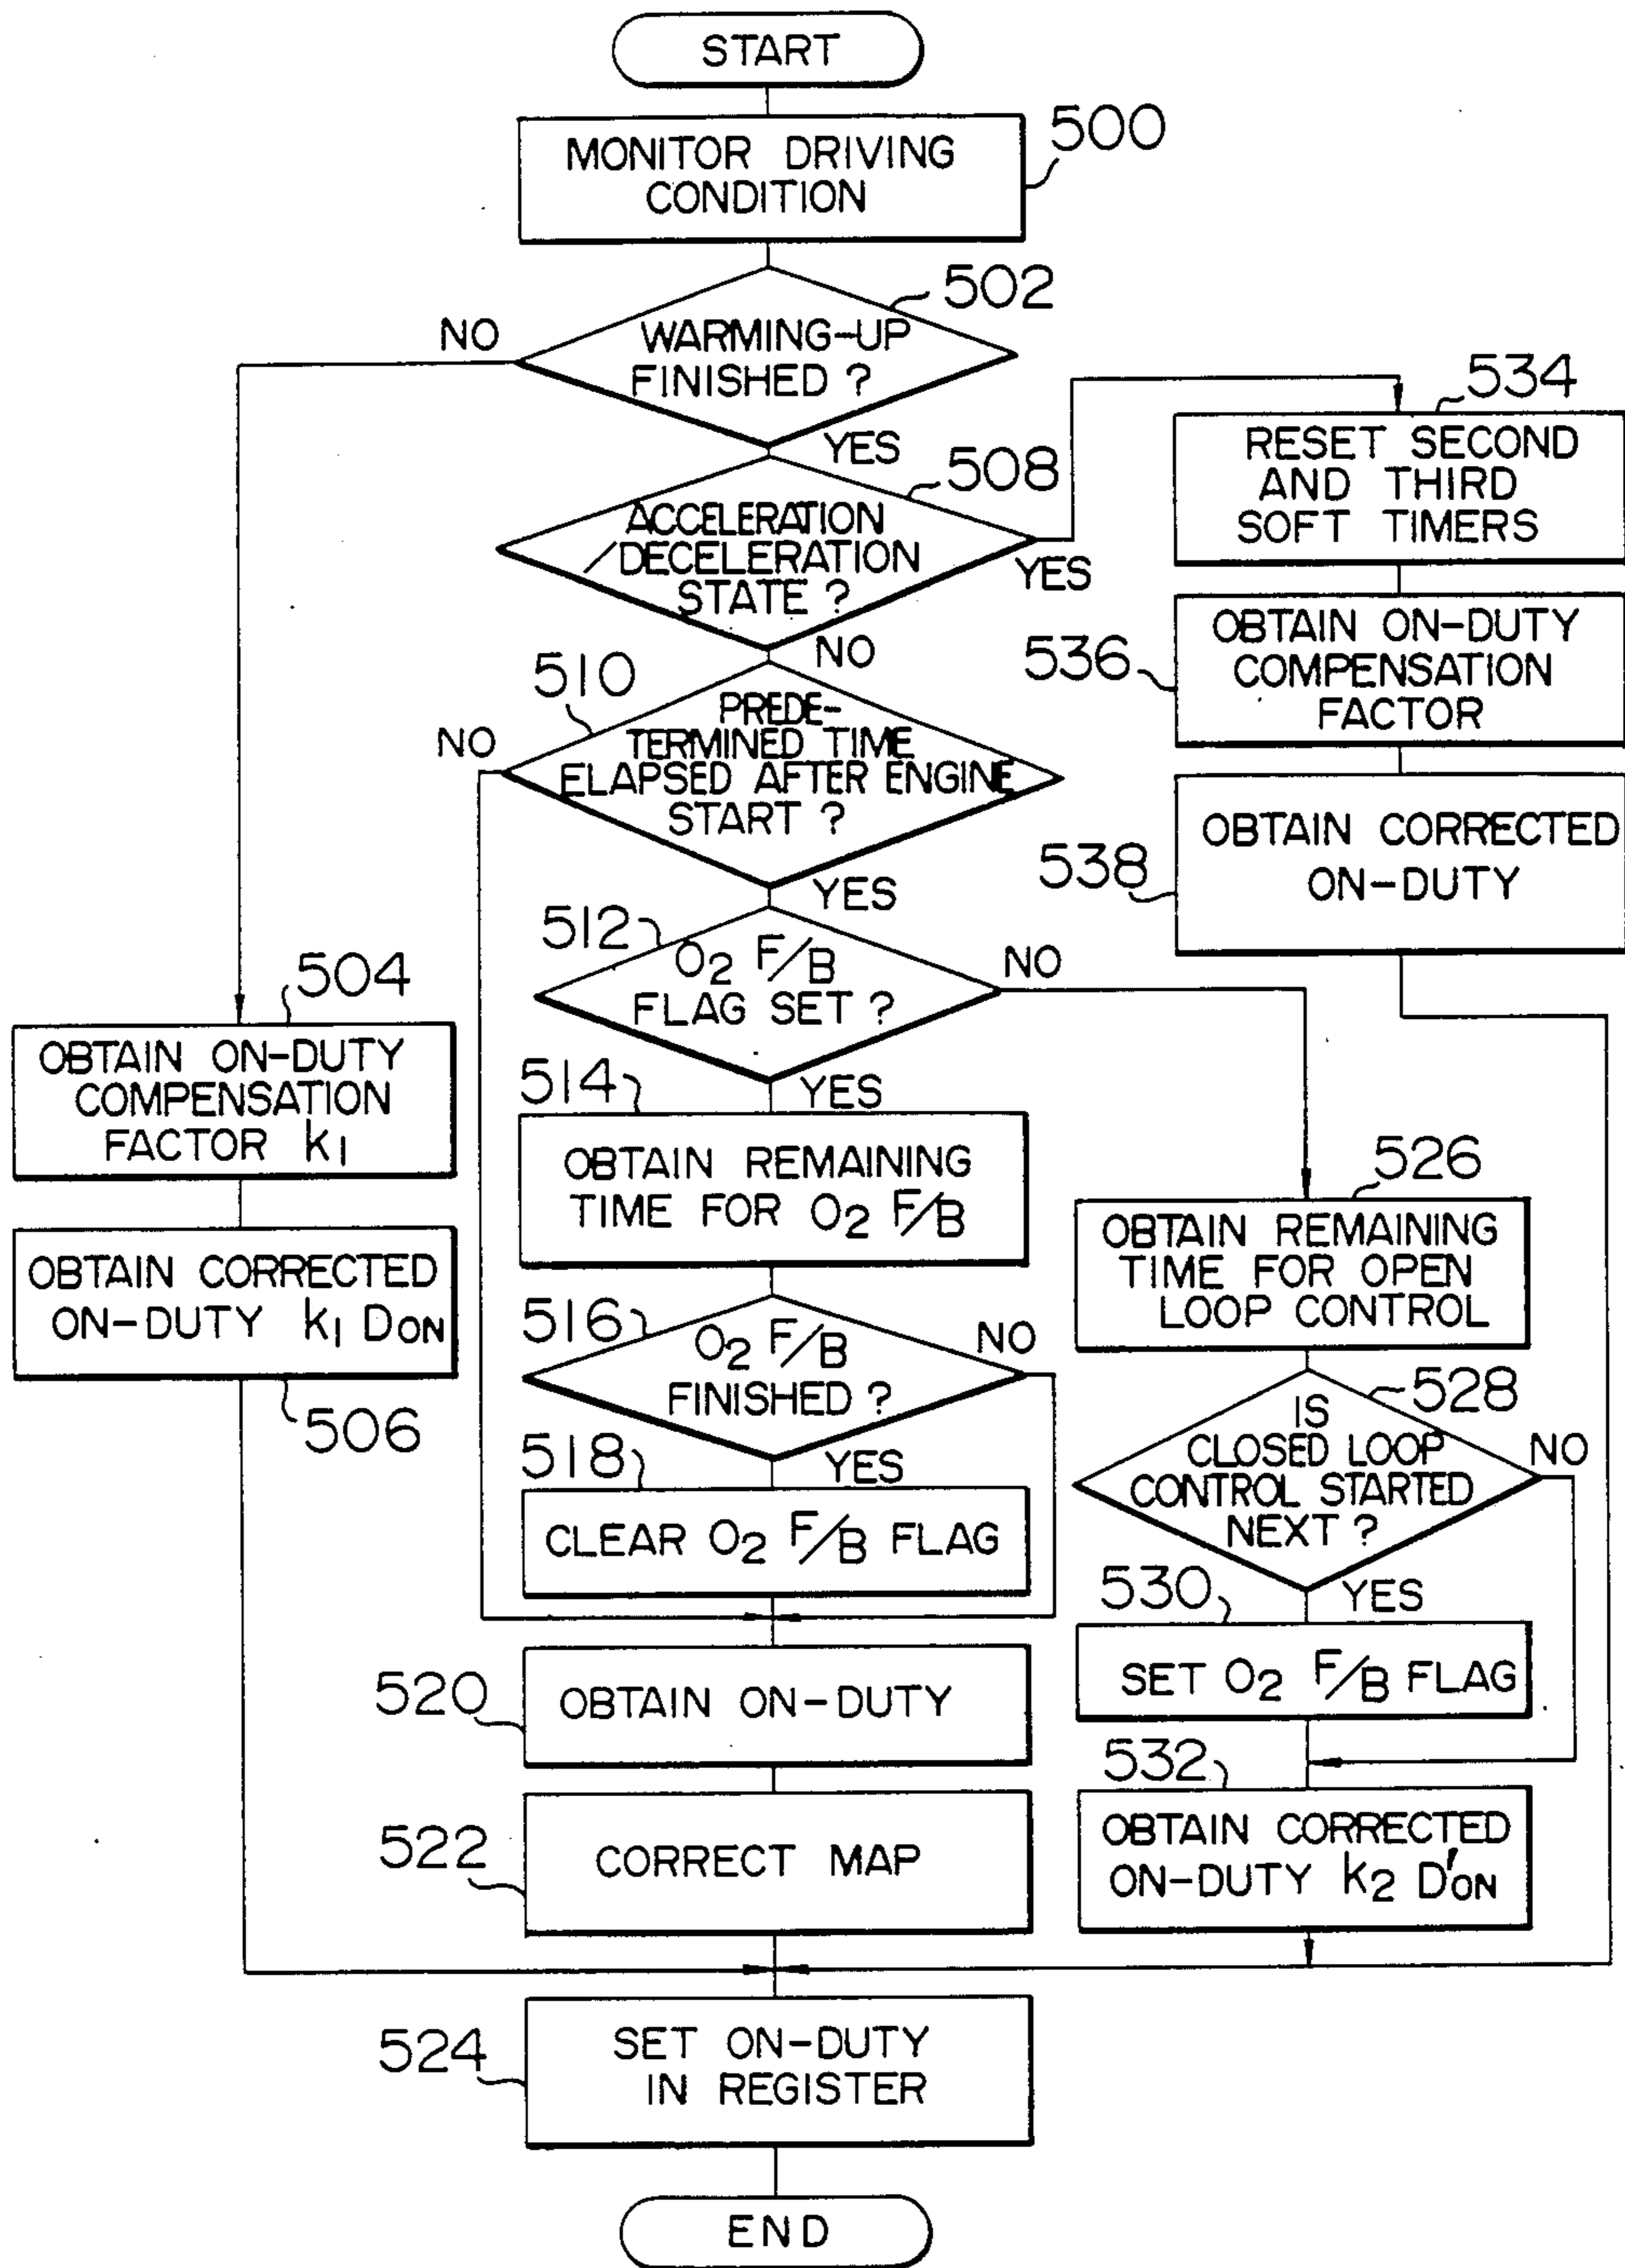 START
MONITOR DRIVING
CONDITION
500
502
WARMING-UP
FINISHED ?
NO
YES
508
ACCELERATION
/DECELERATION
STATE ?
YES
NO
534
RESET SECOND
AND THIRD
SOFT TIMERS
536
OBTAIN ON-DUTY
COMPENSATION
FACTOR
538
OBTAIN CORRECTED
ON-DUTY
510
PREDE-
TERMINED TIME
ELAPSED AFTER ENGINE
START ?
NO
YES
512
O2 F/B
FLAG SET ?
NO
YES
504
OBTAIN ON-DUTY
COMPENSATION
FACTOR k1
OBTAIN CORRECTED
ON-DUTY k1 DON
506
514
OBTAIN REMAINING
TIME FOR O2 F/B
516
O2 F/B
FINISHED ?
NO
YES
518
CLEAR O2 F/B FLAG
526
OBTAIN REMAINING
TIME FOR OPEN
LOOP CONTROL
528
IS
CLOSED LOOP
CONTROL STARTED
NEXT ?
NO
YES
530
SET O2 F/B FLAG
532
OBTAIN CORRECTED
ON-DUTY k2 D'ON
520
OBTAIN ON-DUTY
522
CORRECT MAP
524
SET ON-DUTY
IN REGISTER
END